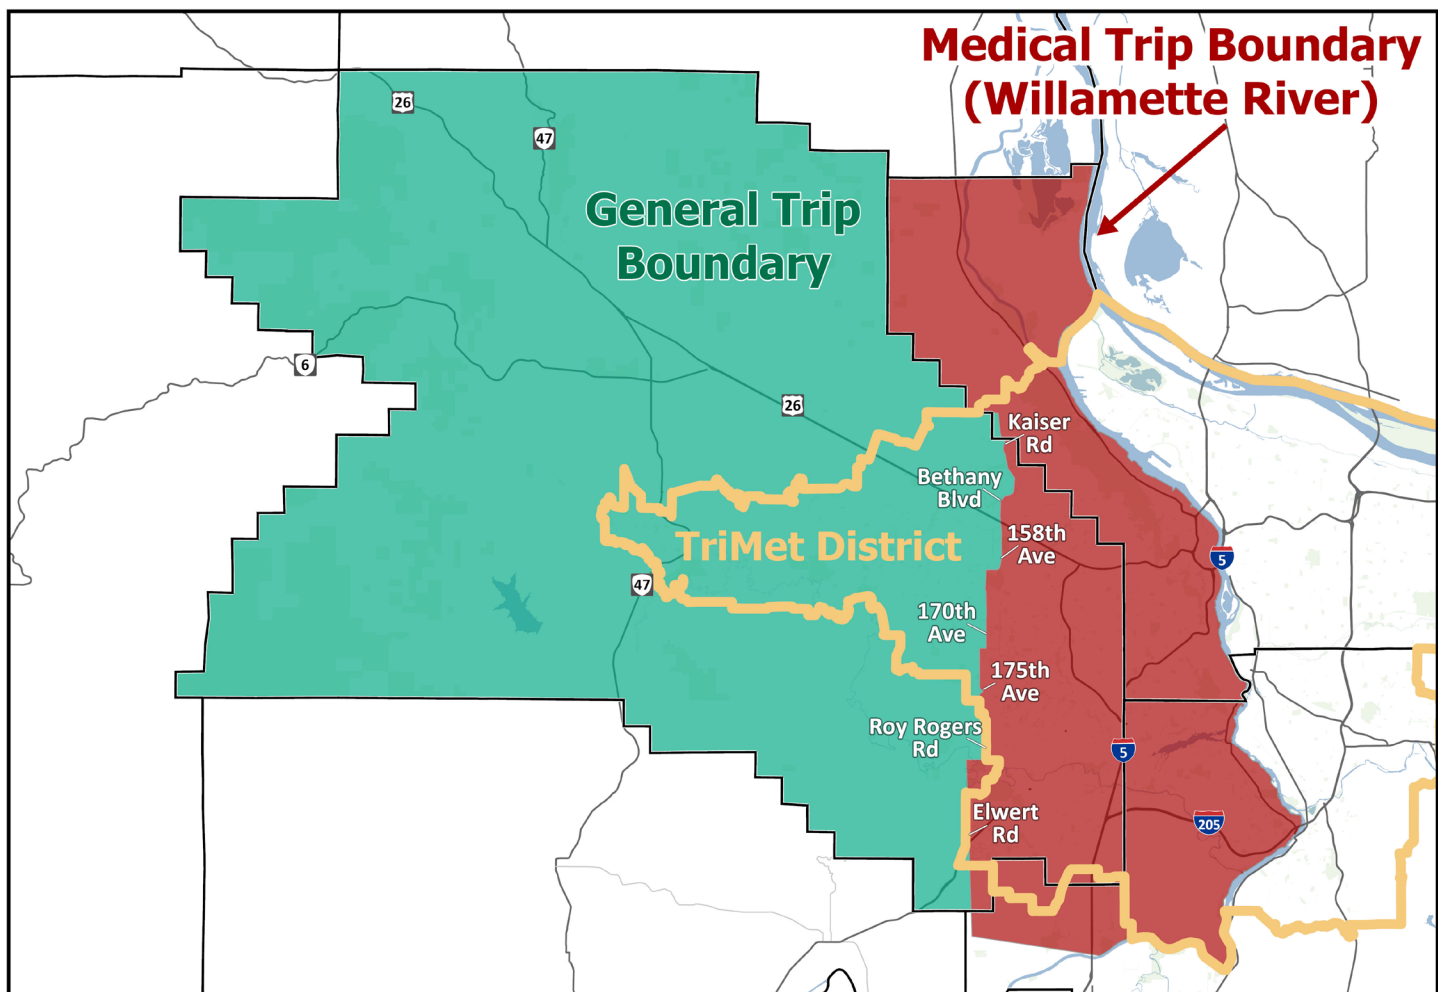 Medical Trip Boundary
(Willamette River)
26
47
General Trip
Boundary
6
26
Kaiser
Rd
Bethany
Blvd
TriMet District
158th
Ave
5
47
170th
Ave
175th
Ave
Roy Rogers
Rd
5
Elwert
Rd
205